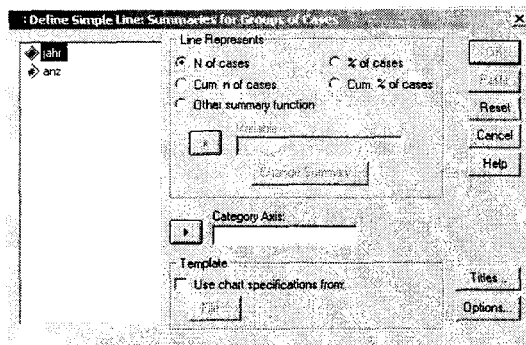 Define Simple Line: Summaries for Groups of Cases
jahr
anz
Line Represents
N of cases
% of cases
Cum. n of cases
Cum. % of cases
Other summary function
Variable:
Change Summary...
Category Axis:
Template
Use chart specifications from:
File...
OK
Paste
Reset
Cancel
Help
Titles...
Options...